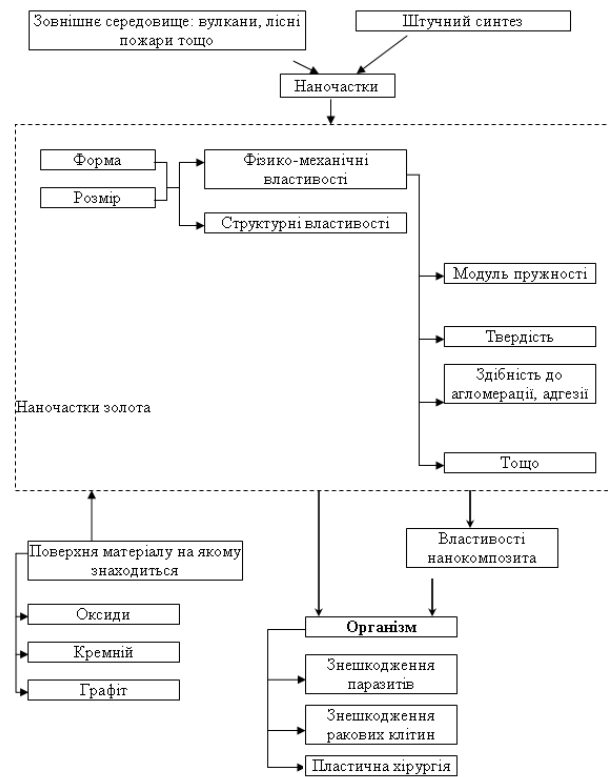 Зовнішнє середовище: вулкани, лісні
пожари тощо
Штучний синтез
Наночастки
Форма
Розмір
Фізико-механічні
властивості
Структурні властивості
Модуль пружності
Твердість
Здібність до
агломерації, адгезії
Тощо
Наночастки золота
Поверхня матеріалу на якому
знаходиться
Оксиди
Кремній
Графіт
Властивості
нанокомпозита
Організм
Знешкодження
паразитів
Знешкодження
ракових клітин
Пластична хірургія